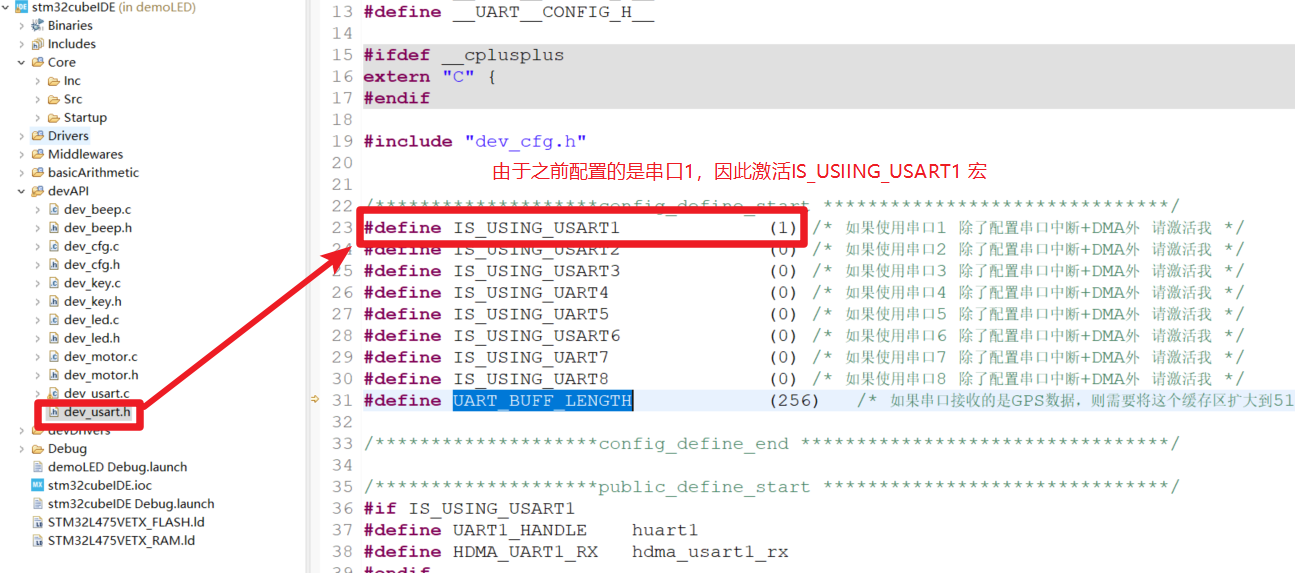 stm32cubeIDE (in demoLED)
Binaries
Includes
Core
Inc
Src
Startup
Drivers
Middlewares
basicArithmetic
devAPI
dev_beep.c
dev_beep.h
dev_cfg.c
dev_cfg.h
dev_key.c
dev_key.h
dev_led.c
dev_led.h
dev_motor.c
dev_motor.h
dev_usart.c
dev_usart.h
devDrivers
Debug
demoLED Debug.launch
stm32cubeIDE.ioc
stm32cubeIDE Debug.launch
STM32L475VETX_FLASH.ld
STM32L475VETX_RAM.ld
13 #define __UART__CONFIG_H__
14
15 #ifdef __cplusplus
16 extern "C" {
17 #endif
18
19 #include "dev_cfg.h"
20
由于之前配置的是串口1，因此激活IS_USIING_USART1 宏
21
22 /********************config_define_start *******************************/
23 #define IS_USING_USART1 (1) /* 如果使用串口1 除了配置串口中断+DMA外 请激活我 */
24 #define IS_USING_USART2 (0) /* 如果使用串口2 除了配置串口中断+DMA外 请激活我 */
25 #define IS_USING_USART3 (0) /* 如果使用串口3 除了配置串口中断+DMA外 请激活我 */
26 #define IS_USING_UART4 (0) /* 如果使用串口4 除了配置串口中断+DMA外 请激活我 */
27 #define IS_USING_UART5 (0) /* 如果使用串口5 除了配置串口中断+DMA外 请激活我 */
28 #define IS_USING_USART6 (0) /* 如果使用串口6 除了配置串口中断+DMA外 请激活我 */
29 #define IS_USING_UART7 (0) /* 如果使用串口7 除了配置串口中断+DMA外 请激活我 */
30 #define IS_USING_UART8 (0) /* 如果使用串口8 除了配置串口中断+DMA外 请激活我 */
31 #define UART_BUFF_LENGTH (256) /* 如果串口接收的是GPS数据，则需要将这个缓存区扩大到51
32
33 /********************config_define_end *********************************/
34
35 /********************public_define_start *******************************/
36 #if IS_USING_USART1
37 #define UART1_HANDLE huart1
38 #define HDMA_UART1_RX hdma_usart1_rx
39 #endif